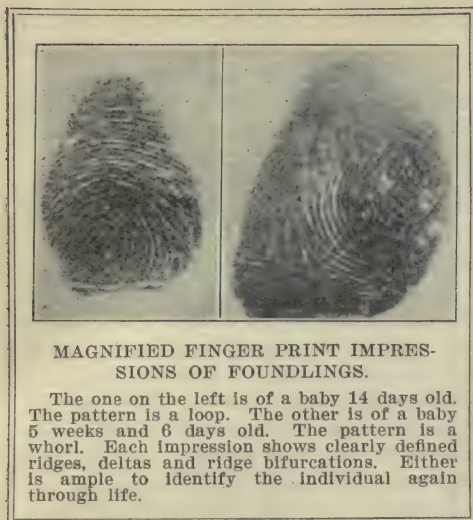 MAGNIFIED FINGER PRINT IMPRES-
SIONS OF FOUNDLINGS.
The one on the left is of a baby 14 days old.
The pattern is a loop. The other is of a baby
5 weeks and 6 days old. The pattern is a
whorl. Each impression shows clearly defined
ridges, deltas and ridge bifurcations. Either
is ample to identify the individual again
through life.